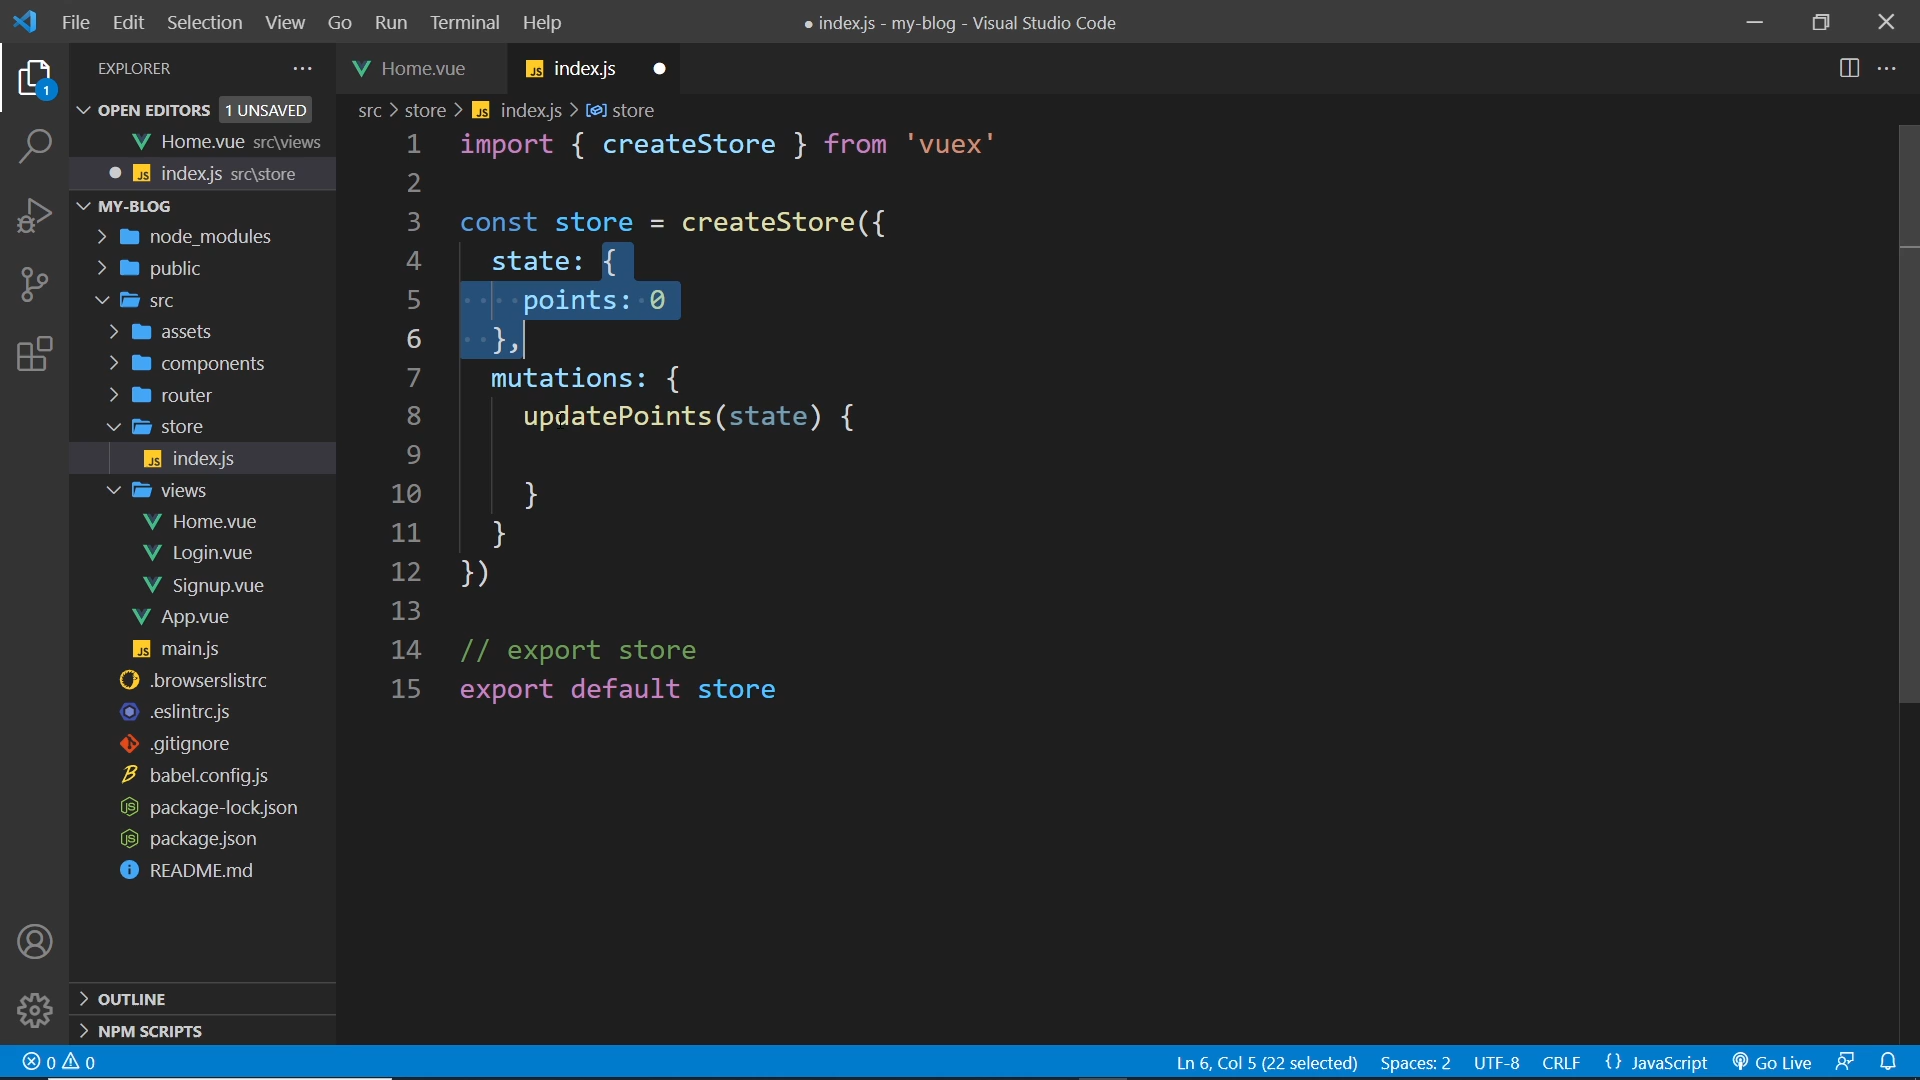 File Edit Selection View Go Run Terminal Help
● index.js - my-blog - Visual Studio Code
EXPLORER
Home.vue
JS index.js
1
OPEN EDITORS 1 UNSAVED
src > store > JS index.js > store
Home.vue src\views
index.js src\store
MY-BLOG
node_modules
public
src
assets
components
router
store
index.js
views
Home.vue
Login.vue
Signup.vue
App.vue
main.js
.browserslistrc
.eslintrc.js
.gitignore
babel.config.js
package-lock.json
package.json
README.md
OUTLINE
NPM SCRIPTS
1 import { createStore } from 'vuex'
2
3 const store = createStore({
4 state: {
5 points: 0
6 },
7 mutations: {
8 updatePoints(state) {
9
10 }
11 }
12 })
13
14 // export store
15 export default store
0 0
Ln 6, Col 5 (22 selected) Spaces: 2 UTF-8 CRLF {} JavaScript Go Live